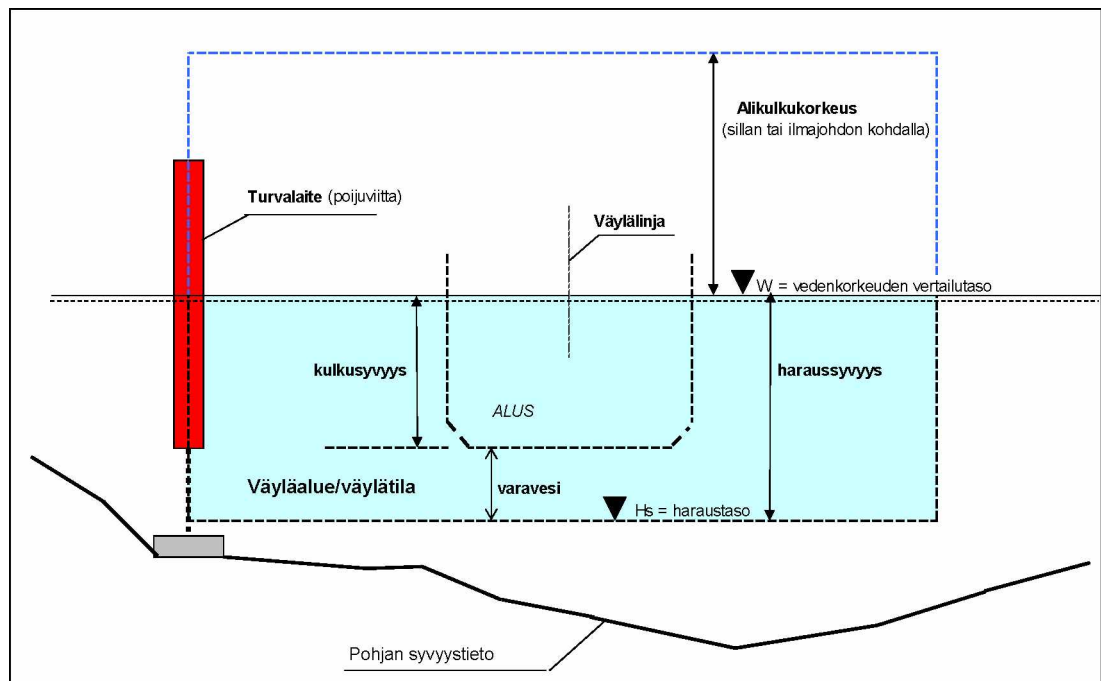 Alikulkukorkeus
(sillan tai ilmajohdon kohdalla)
Turvalaite (poijuviitta)
Väylälinja
W = vedenkorkeuden vertailutaso
kulkusyvyys
haraussyvyys
ALUS
Väyläalue/väylätila
varavesi
Hs = haraustaso
Pohjan syvyystieto